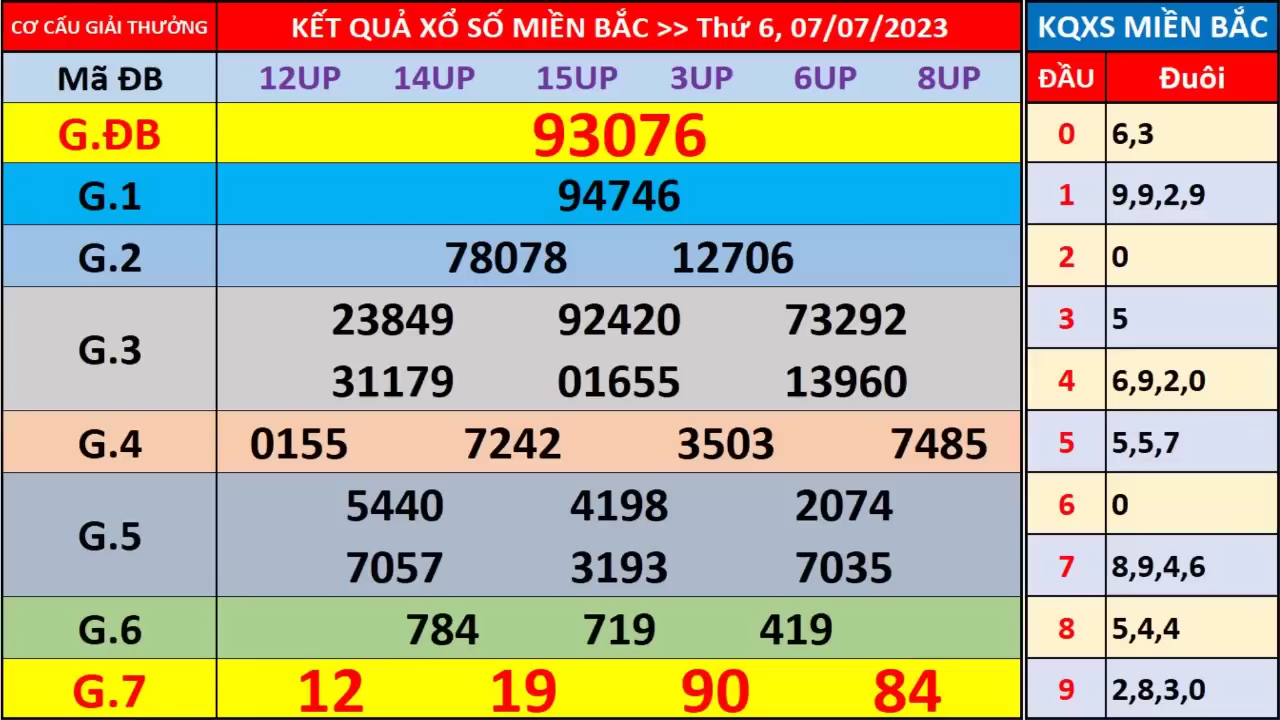 CƠ CẤU GIẢI THƯỞNG KẾT QUẢ XỔ SỐ MIỀN BẮC >> Thứ 6, 07/07/2023 KQXS MIỀN BẮC
Mã ĐB 12UP 14UP 15UP 3UP 6UP 8UP ĐẦU Đuôi
G.ĐB 93076 0 6,3
G.1 94746 1 9,9,2,9
G.2 78078 12706 2 0
G.3 23849 92420 73292 3 5
31179 01655 13960 4 6,9,2,0
G.4 0155 7242 3503 7485 5 5,5,7
G.5 5440 4198 2074 6 0
7057 3193 7035 7 8,9,4,6
G.6 784 719 419 8 5,4,4
G.7 12 19 90 84 9 2,8,3,0